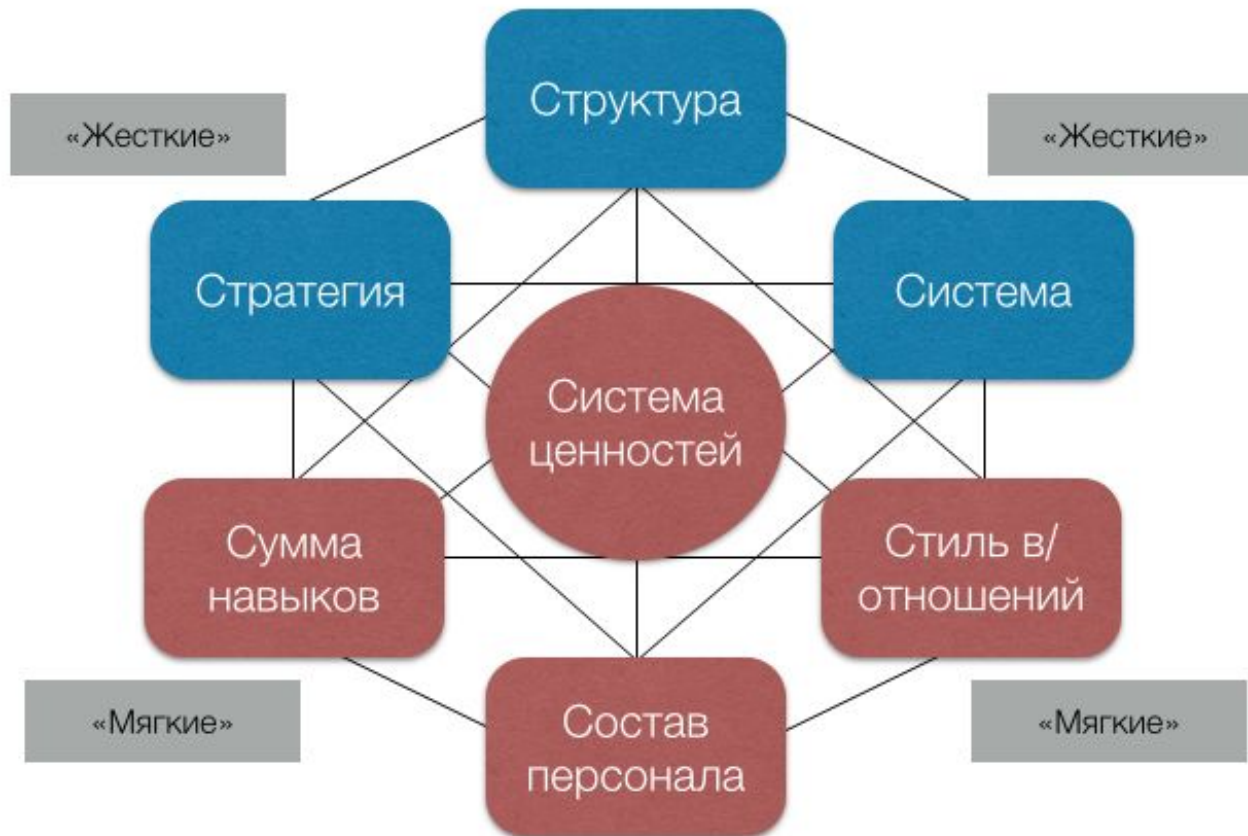 Структура
«Жесткие»
«Жесткие»
Стратегия
Система
Система
ценностей
Сумма
навыков
Стиль в/
отношений
Состав
персонала
«Мягкие»
«Мягкие»